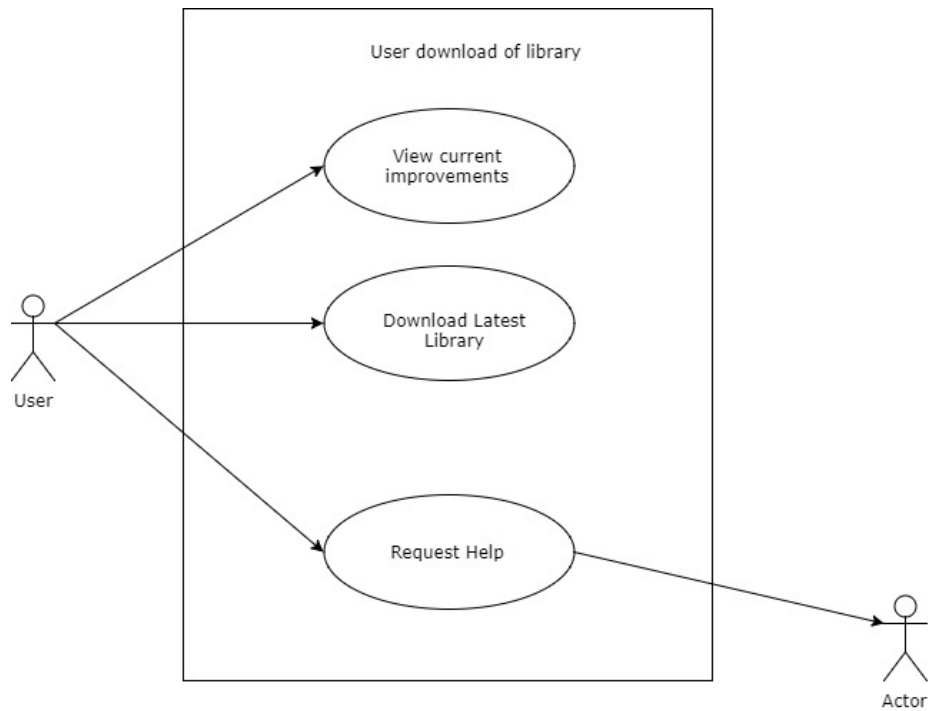 User download of library
View current
improvements
Download Latest
Library
User
Request Help
Actor